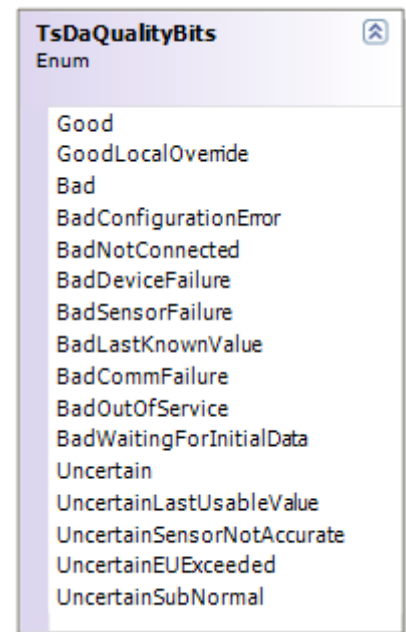 TsDaQualityBits
Enum
Good
GoodLocalOverride
Bad
BadConfigurationError
BadNotConnected
BadDeviceFailure
BadSensorFailure
BadLastKnownValue
BadCommFailure
BadOutOfService
BadWaitingForInitialData
Uncertain
UncertainLastUsableValue
UncertainSensorNotAccurate
UncertainEUExceeded
UncertainSubNormal